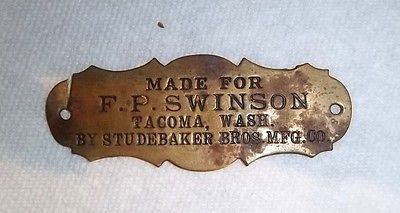 MADE FOR
F. P. SWINSON
TACOMA, WASH.
BY STUDEBAKER BROS MFG. CO.